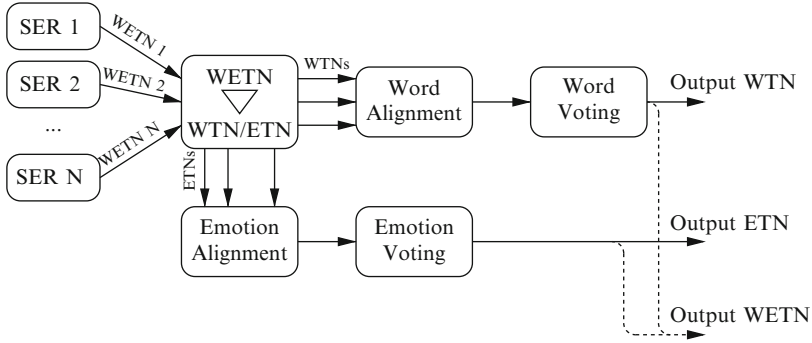 SER 1
WETN 1
SER 2
WETN 2
...
SER N
WETN N
WETN
WTN/ETN
WTNs
Word
Alignment
Word
Voting
Output WTN
ETNs
Emotion
Alignment
Emotion
Voting
Output ETN
Output WETN